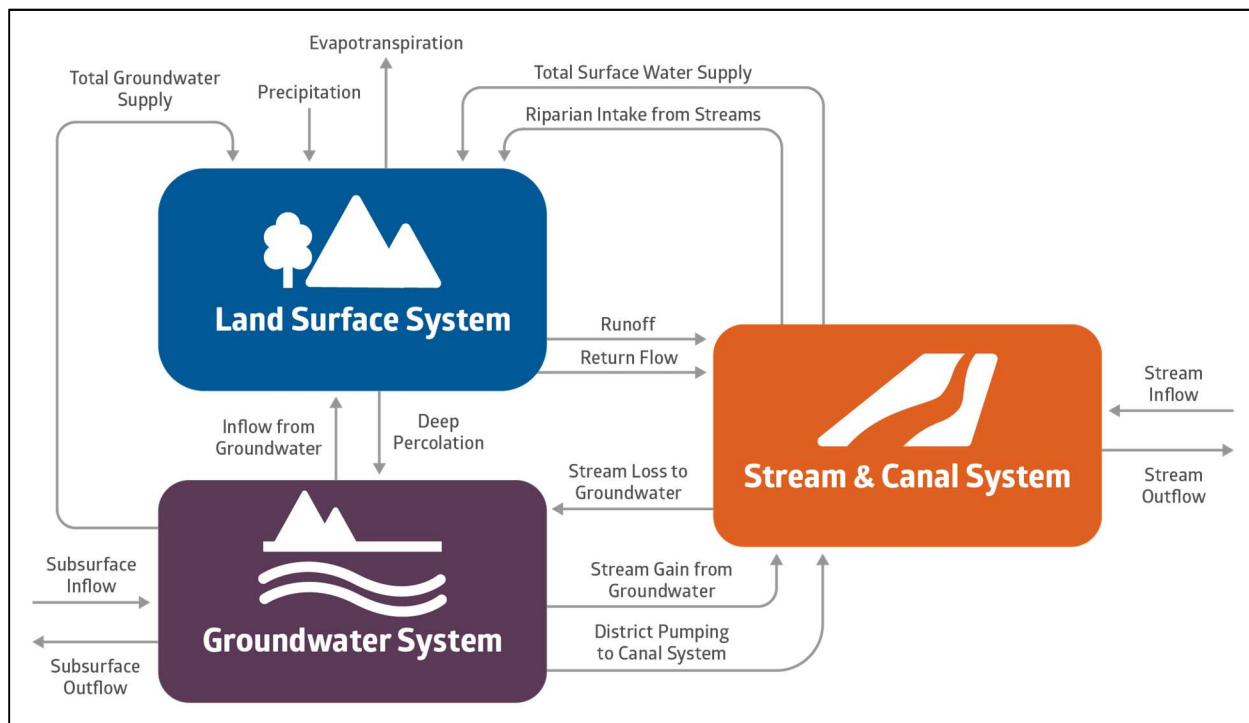 Evapotranspiration
Total Groundwater
Supply
Precipitation
Total Surface Water Supply
Riparian Intake from Streams
Land Surface System
Runoff
Return Flow
Inflow from
Groundwater
Deep
Percolation
Stream
Inflow
Stream & Canal System
Stream
Outflow
Stream Loss to
Groundwater
Subsurface
Inflow
Stream Gain from
Groundwater
Groundwater System
District Pumping
to Canal System
Subsurface
Outflow